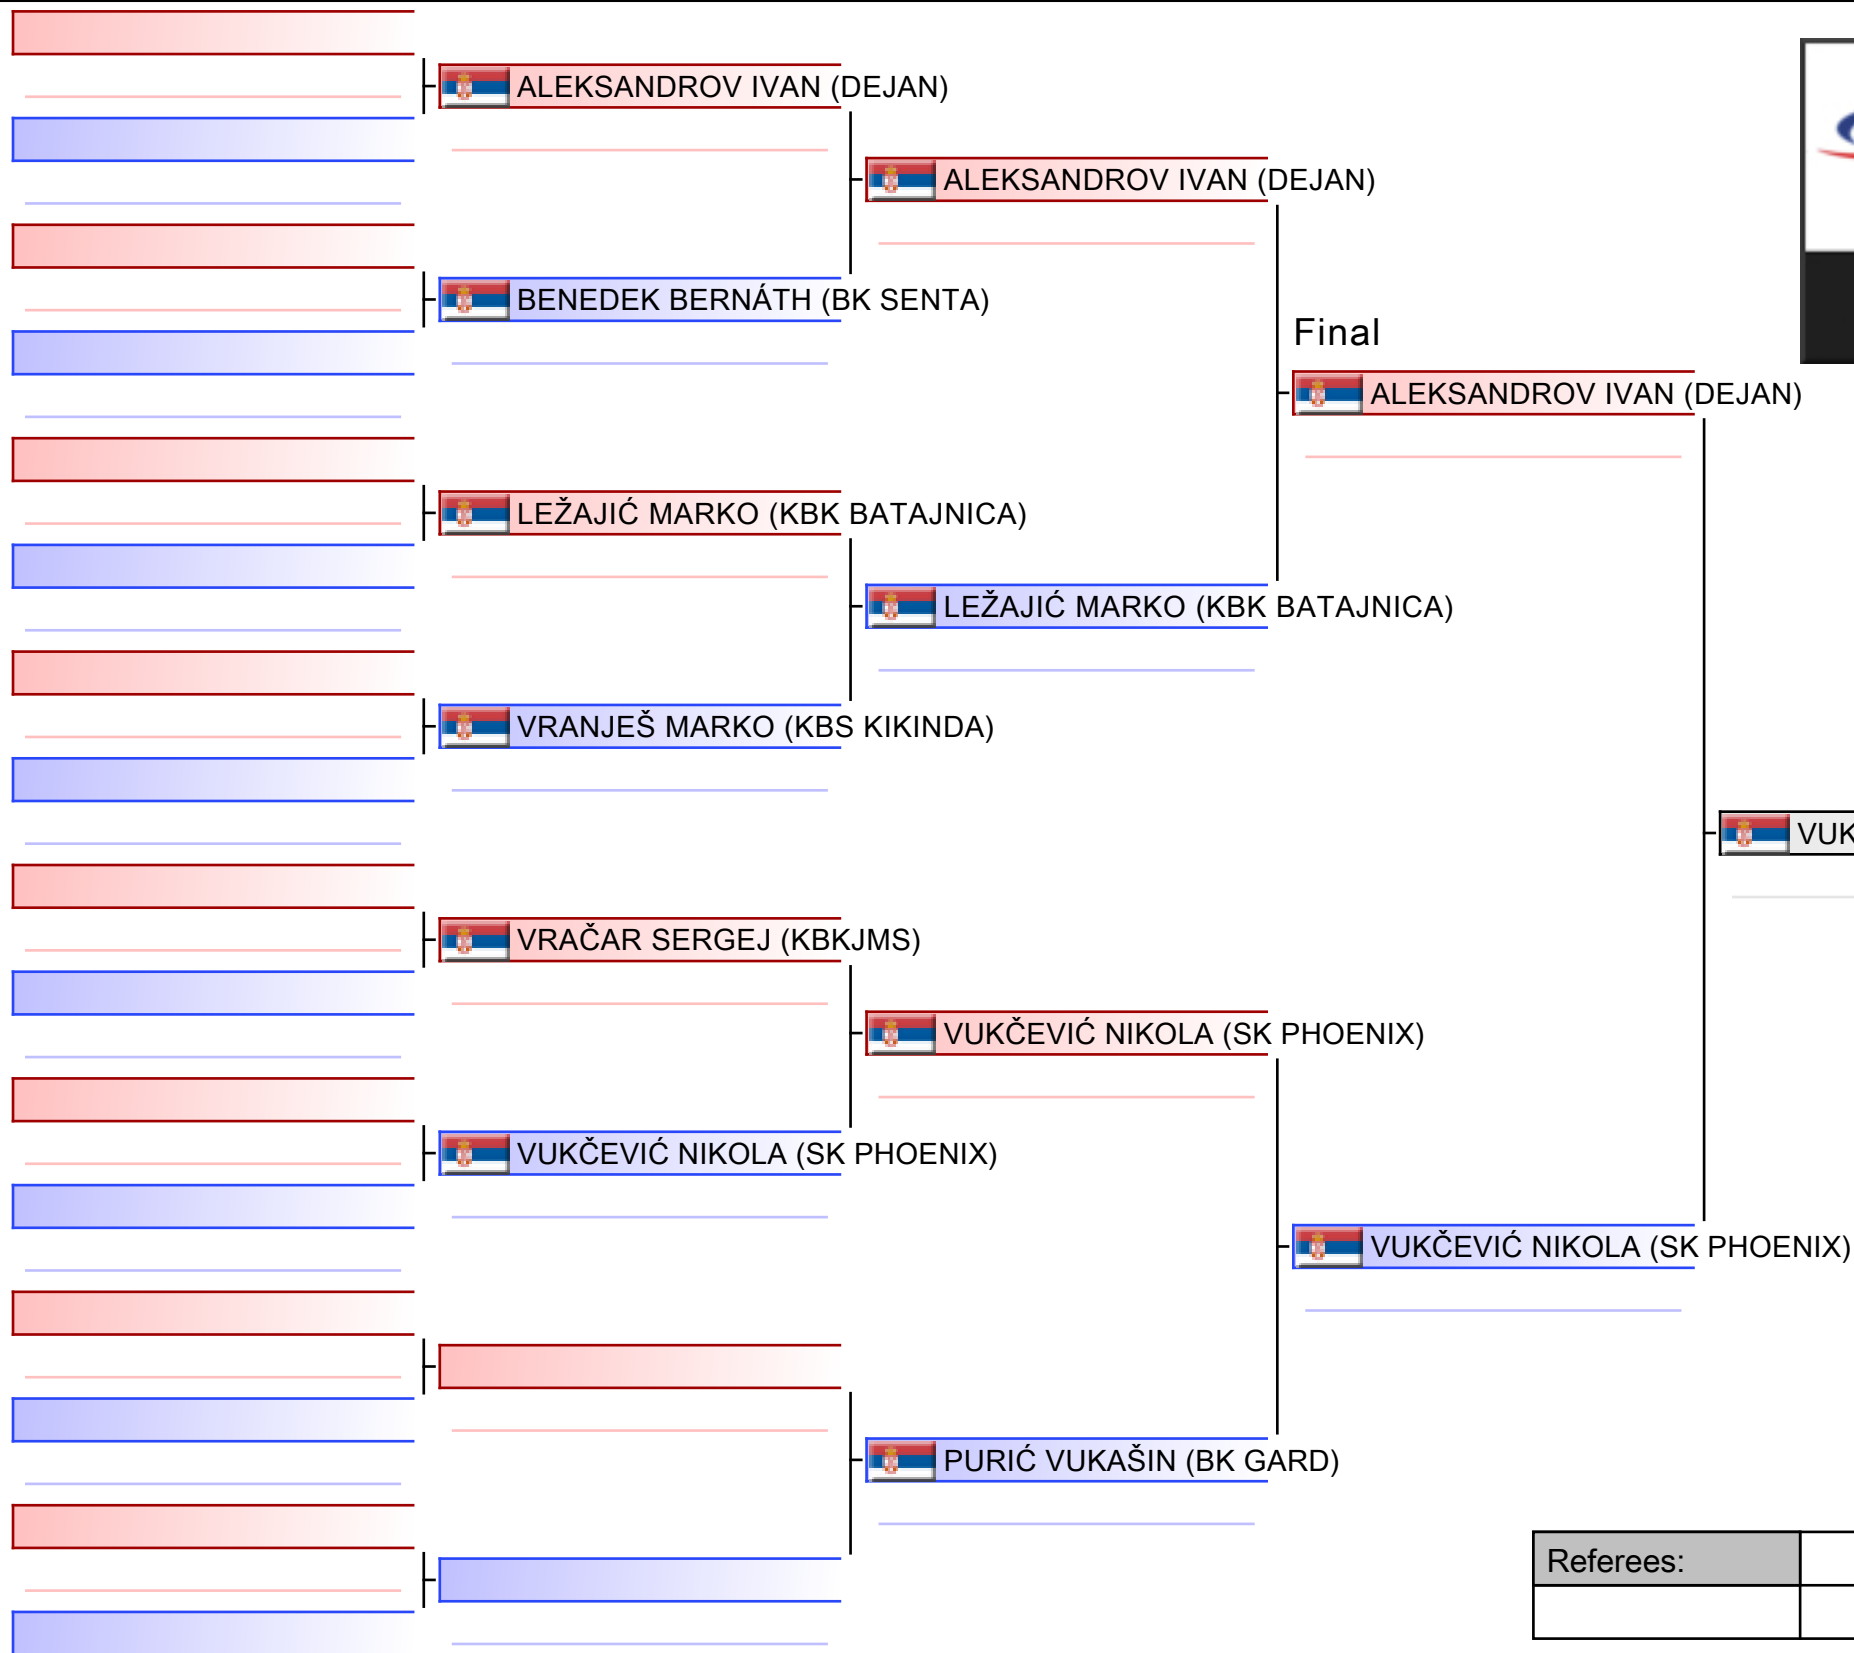 ALEKSANDROV IVAN (DEJAN)
BENEDEK BERNÁTH (BK SENTA)
LEŽAJIĆ MARKO (KBK BATAJNICA)
VRANJEŠ MARKO (KBS KIKINDA)
VRAČAR SERGEJ (KBKJMS)
VUKČEVIĆ NIKOLA (SK PHOENIX)
ALEKSANDROV IVAN (DEJAN)
LEŽAJIĆ MARKO (KBK BATAJNICA)
VUKČEVIĆ NIKOLA (SK PHOENIX)
PURIĆ VUKAŠIN (BK GARD)
Final
ALEKSANDROV IVAN (DEJAN)
VUKČEVIĆ NIKOLA (SK PHOENIX)
VUK
Referees: